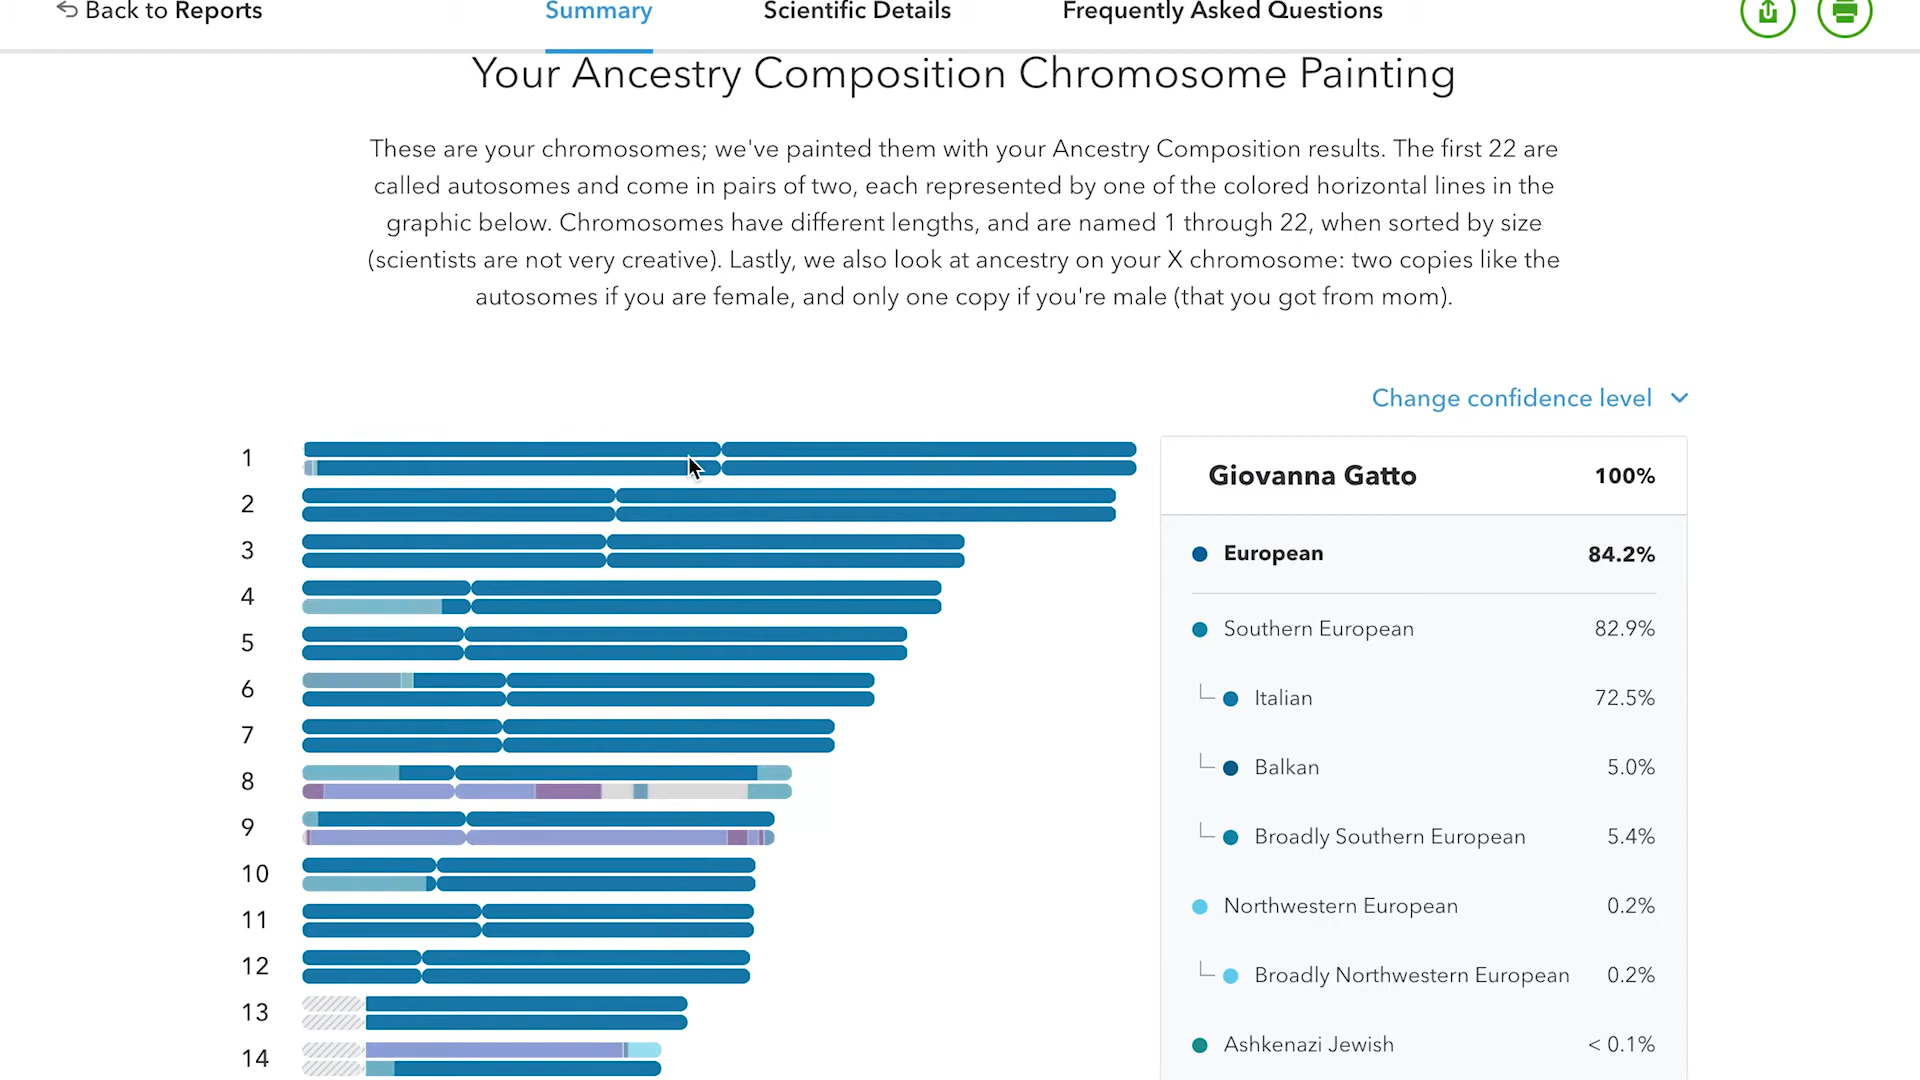 Back to Reports
Summary
Scientific Details
Frequently Asked Questions
Your Ancestry Composition Chromosome Painting
These are your chromosomes; we've painted them with your Ancestry Composition results. The first 22 are
called autosomes and come in pairs of two, each represented by one of the colored horizontal lines in the
graphic below. Chromosomes have different lengths, and are named 1 through 22, when sorted by size
(scientists are not very creative). Lastly, we also look at ancestry on your X chromosome: two copies like the
autosomes if you are female, and only one copy if you're male (that you got from mom).
Change confidence level
1
2
3
4
5
6
7
8
9
10
11
12
13
14
Giovanna Gatto 100%
European 84.2%
Southern European 82.9%
Italian 72.5%
Balkan 5.0%
Broadly Southern European 5.4%
Northwestern European 0.2%
Broadly Northwestern European 0.2%
Ashkenazi Jewish < 0.1%